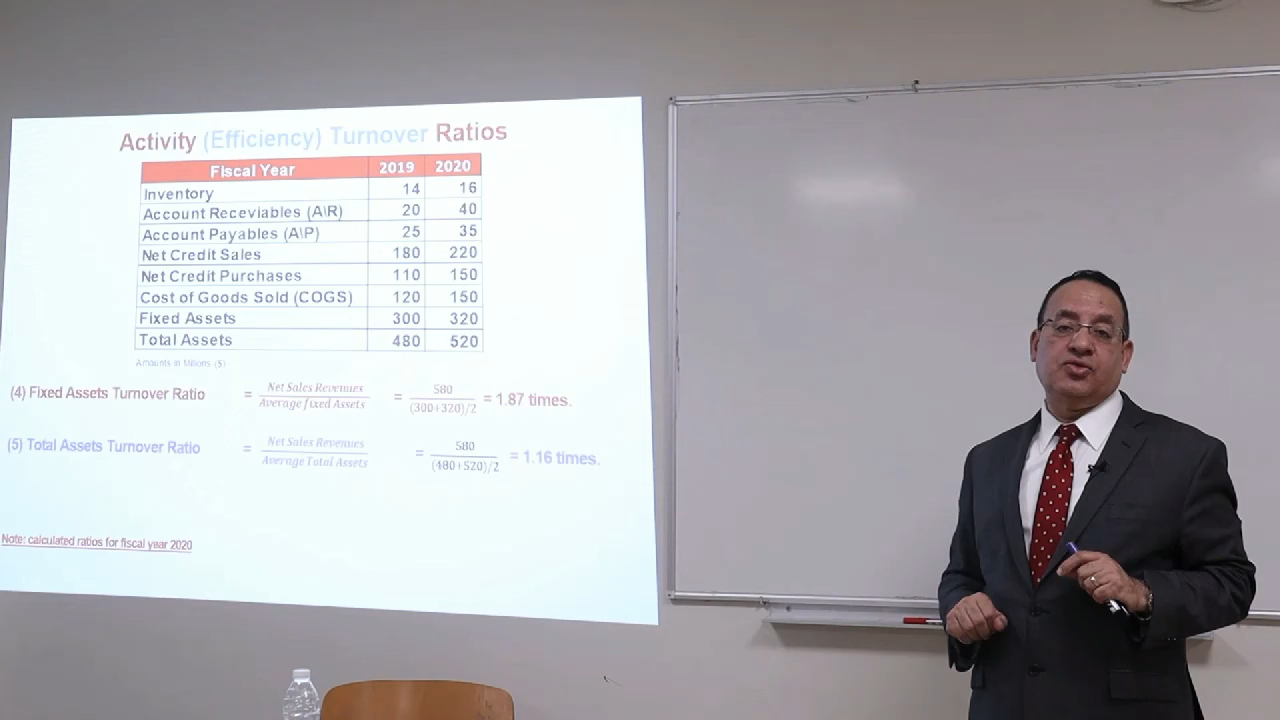 Activity (Efficiency) Turnover Ratios
Fiscal Year 2019 2020
Inventory 14 16
Account Receviables (A\R) 20 40
Account Payables (A\P) 25 35
Net Credit Sales 180 220
Net Credit Purchases 110 150
Cost of Goods Sold (COGS) 120 150
Fixed Assets 300 320
Total Assets 480 520
Amounts in Millions ($)
(4) Fixed Assets Turnover Ratio = Net Sales Revenues / Average fixed Assets = 580 / (300+320)/2 = 1.87 times.
(5) Total Assets Turnover Ratio = Net Sales Revenues / Average Total Assets = 580 / (480+520)/2 = 1.16 times.
Note: calculated ratios for fiscal year 2020